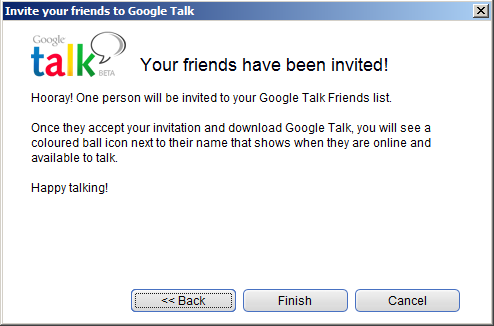 Invite your friends to Google Talk
Google
talk
BETA
Your friends have been invited!
Hooray! One person will be invited to your Google Talk Friends list.
Once they accept your invitation and download Google Talk, you will see a
coloured ball icon next to their name that shows when they are online and
available to talk.
Happy talking!
<< Back
Finish
Cancel